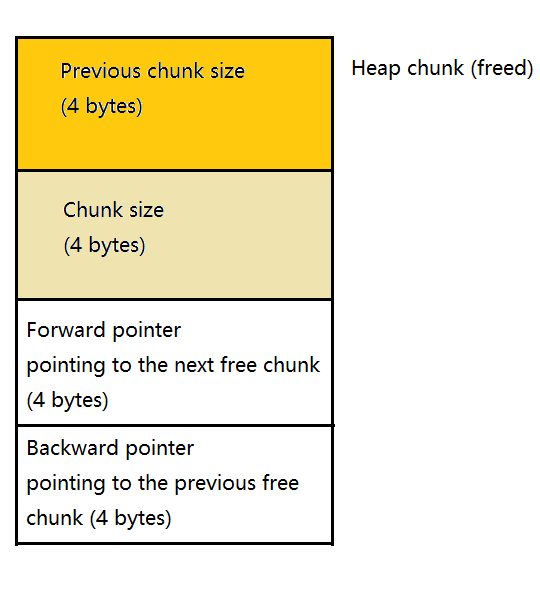 Previous chunk size
(4 bytes)
Heap chunk (freed)
Chunk size
(4 bytes)
Forward pointer
pointing to the next free chunk
(4 bytes)
Backward pointer
pointing to the previous free
chunk (4 bytes)